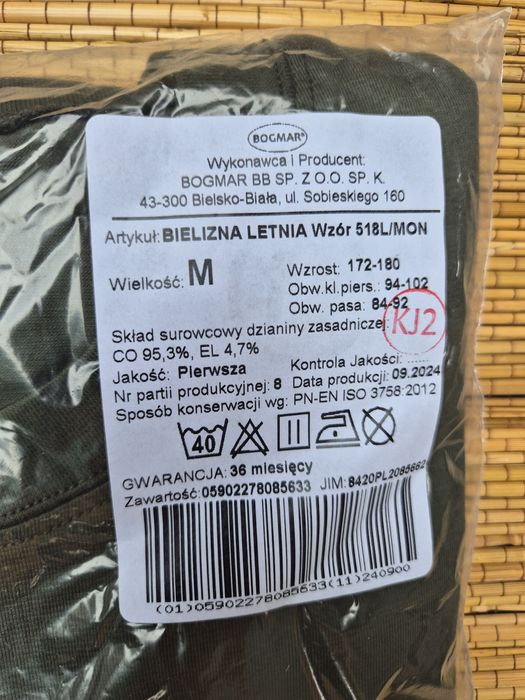 BOGMAR®
Wykonawca i Producent:
BOGMAR BB SP. Z O.O. SP. K.
43-300 Bielsko-Biała, ul. Sobieskiego 160
Artykuł: BIELIZNA LETNIA Wzór 518L/MON
Wielkość: M
Wzrost: 172-180
Obw.kl.piers.: 94-102
Obw. pasa: 84-92
KJ2
Skład surowcowy dzianiny zasadniczej:
CO 95,3%, EL 4,7%
Jakość: Pierwsza
Kontrola Jakości: ......
Nr partii produkcyjnej: 8 Data produkcji: 09.2024
Sposób konserwacji wg: PN-EN ISO 3758:2012
40
GWARANCJA: 36 miesięcy
Zawartość: 05902278085633 JIM: 8420PL2085662
(01)05902278085633(11)240900